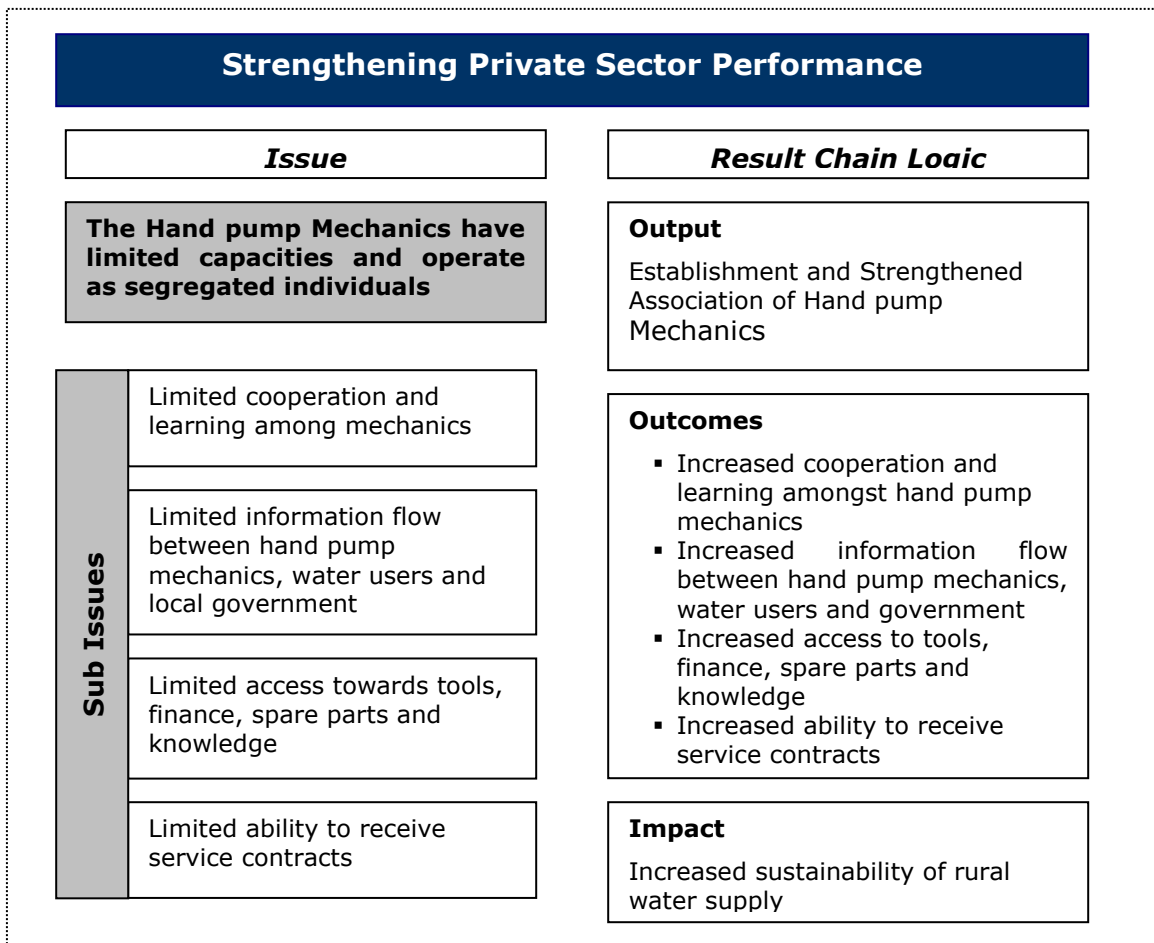 Strengthening Private Sector Performance
Issue
The Hand pump Mechanics have
limited capacities and operate
as segregated individuals
Sub Issues
Limited cooperation and
learning among mechanics
Limited information flow
between hand pump
mechanics, water users and
local government
Limited access towards tools,
finance, spare parts and
knowledge
Limited ability to receive
service contracts
Result Chain Logic
Output
Establishment and Strengthened
Association of Hand pump
Mechanics
Outcomes
▪ Increased cooperation and
learning amongst hand pump
mechanics
▪ Increased information flow
between hand pump mechanics,
water users and government
▪ Increased access to tools,
finance, spare parts and
knowledge
▪ Increased ability to receive
service contracts
Impact
Increased sustainability of rural
water supply